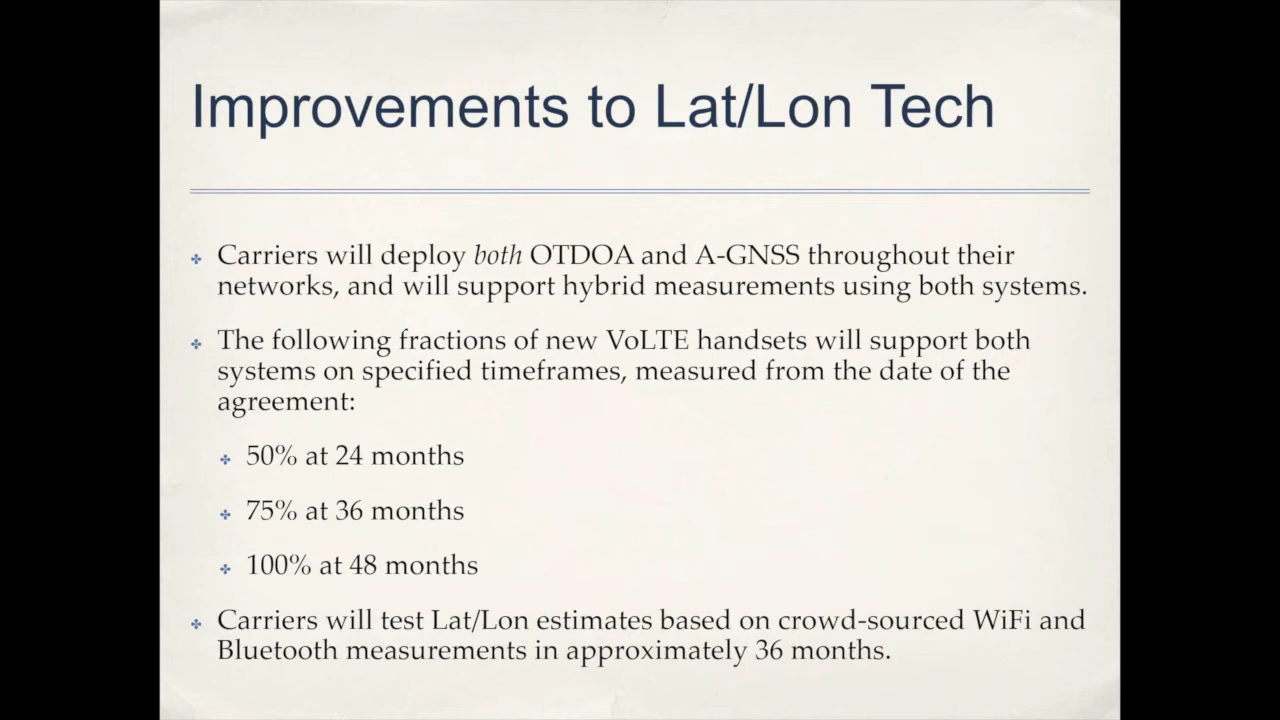 Improvements to Lat/Lon Tech
Carriers will deploy both OTDOA and A-GNSS throughout their
networks, and will support hybrid measurements using both systems.
The following fractions of new VoLTE handsets will support both
systems on specified timeframes, measured from the date of the
agreement:
50% at 24 months
75% at 36 months
100% at 48 months
Carriers will test Lat/Lon estimates based on crowd-sourced WiFi and
Bluetooth measurements in approximately 36 months.